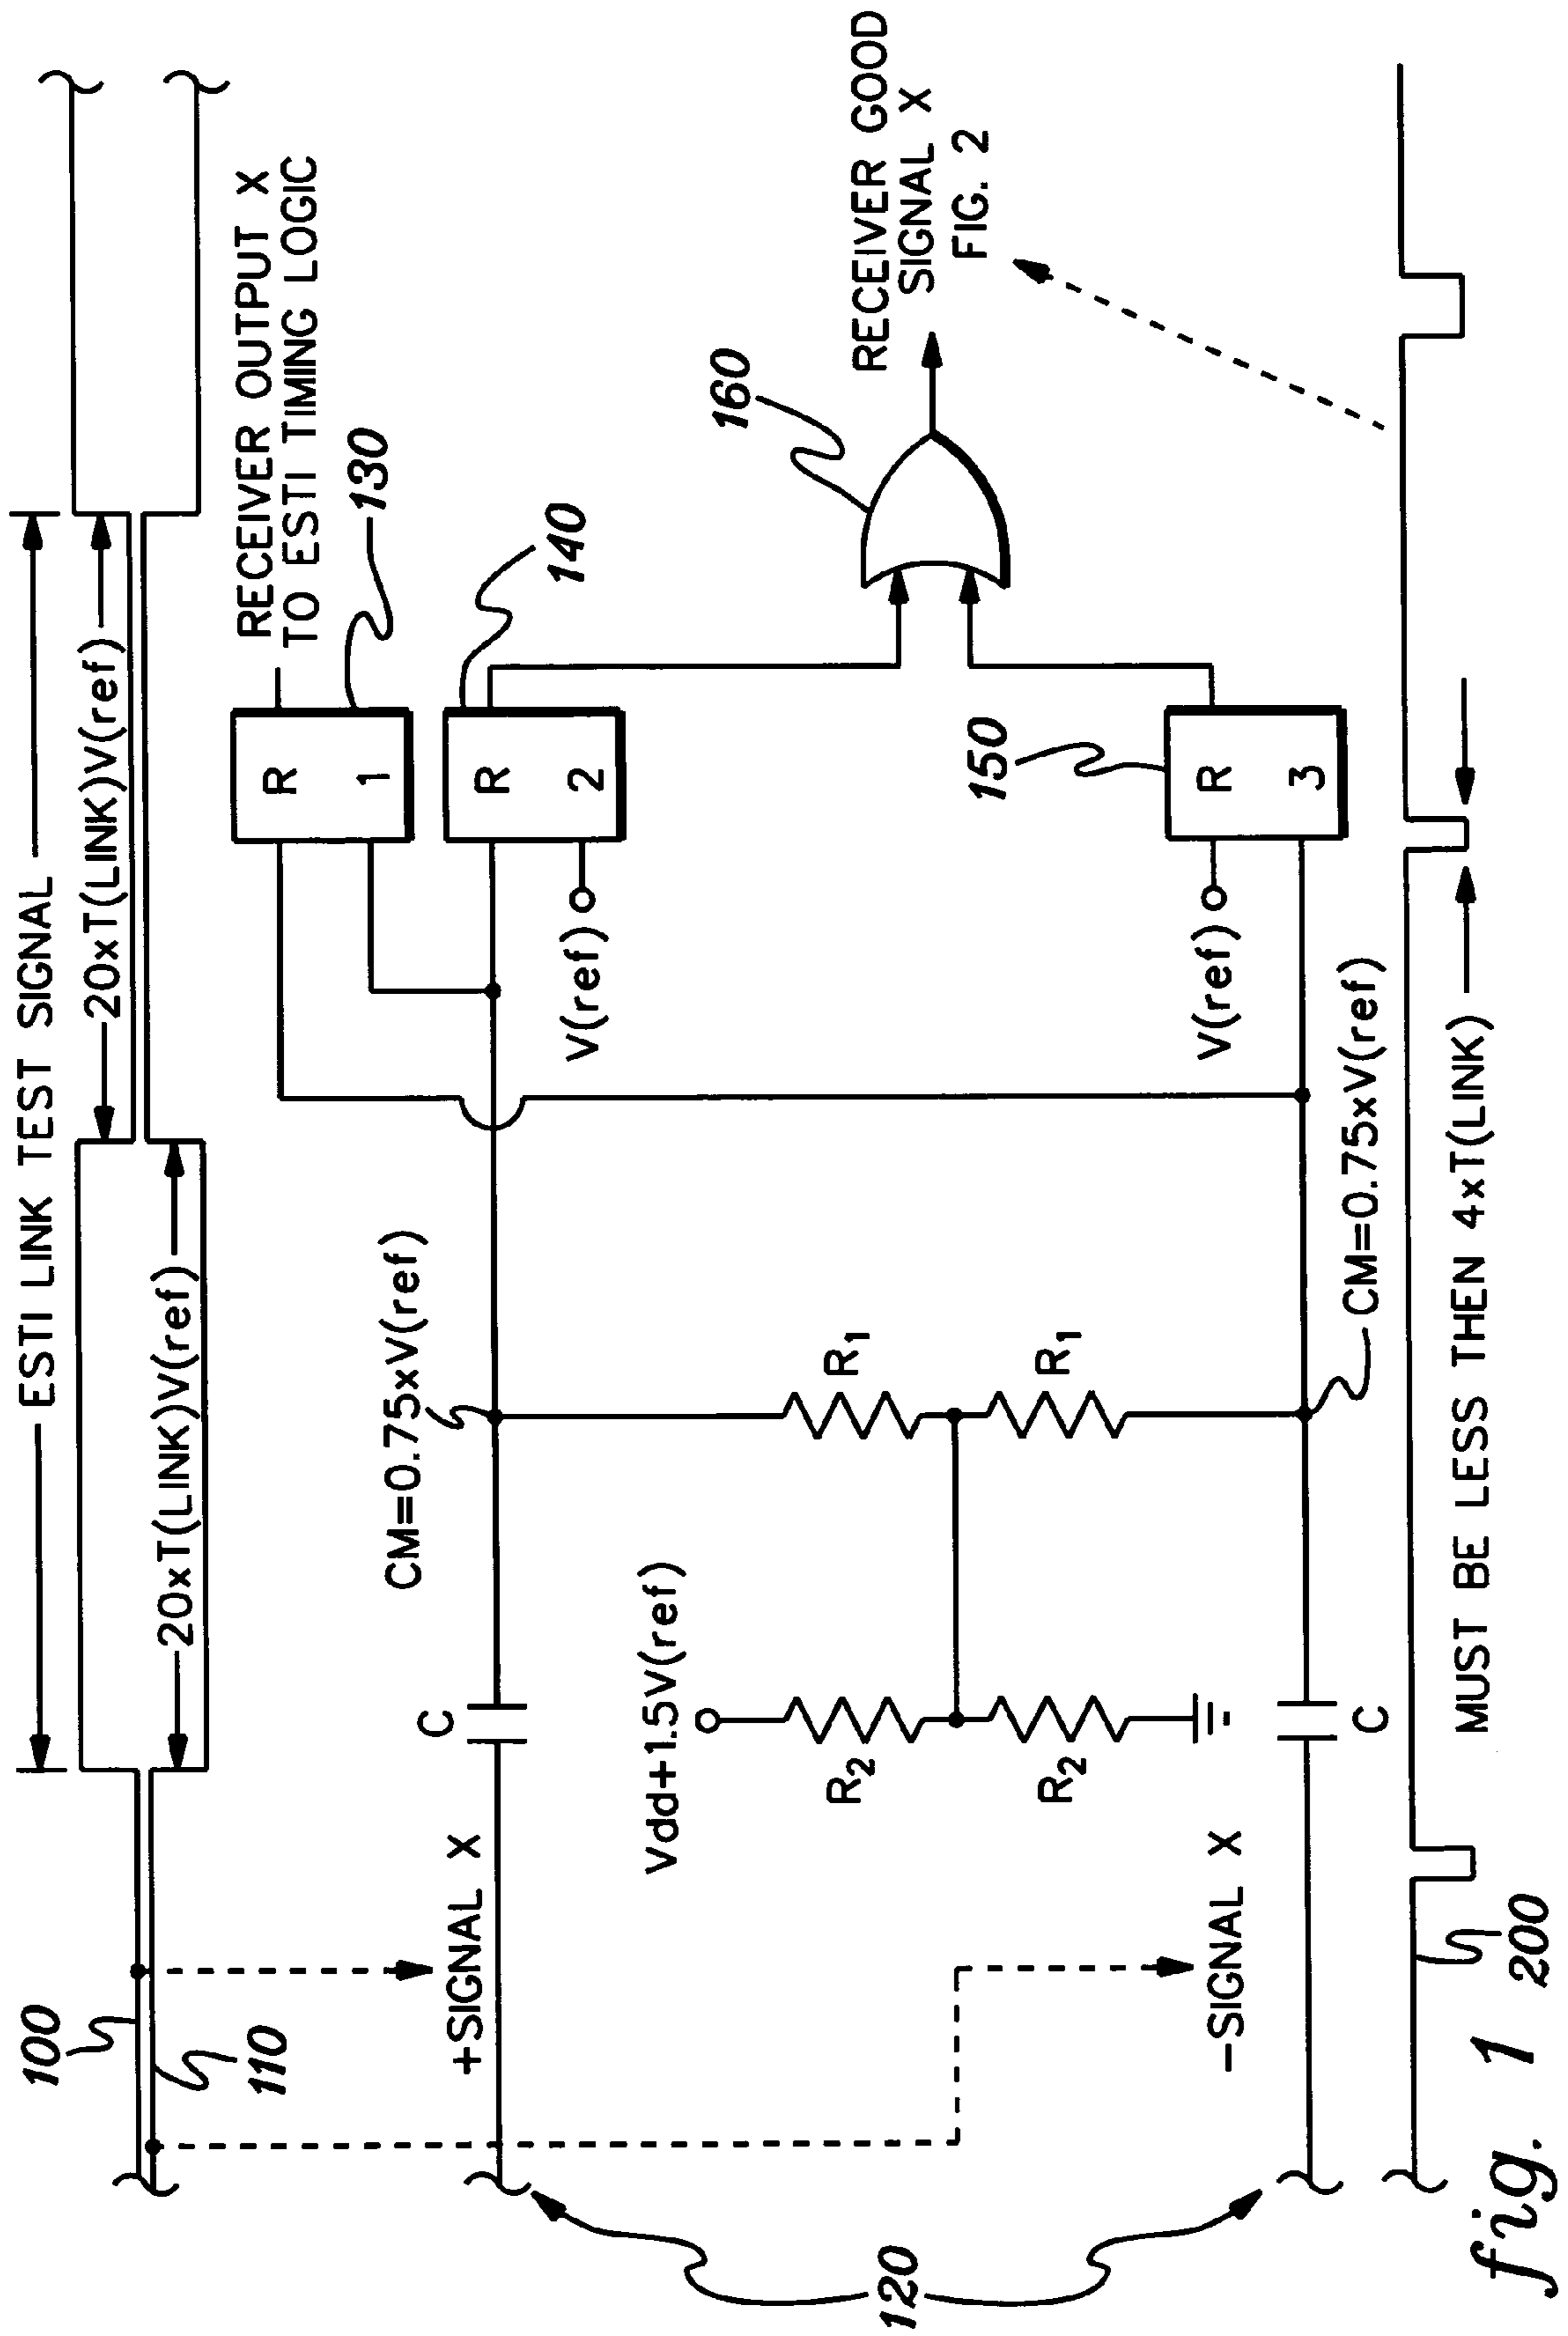 ESTI LINK TEST SIGNAL
20xT(LINK)V(ref)
20xT(LINK)V(ref)
100
110
RECEIVER OUTPUT X
TO ESTI TIMING LOGIC
130
R
1
140
R
2
V(ref)
CM=0.75xV(ref)
+SIGNAL X
C
Vdd+1.5V(ref)
R2
R2
R1
R1
160
RECEIVER GOOD
SIGNAL X
FIG. 2
150
R
3
V(ref)
-SIGNAL X
C
CM=0.75xV(ref)
120
MUST BE LESS THEN 4xT(LINK)
200
fig. 1